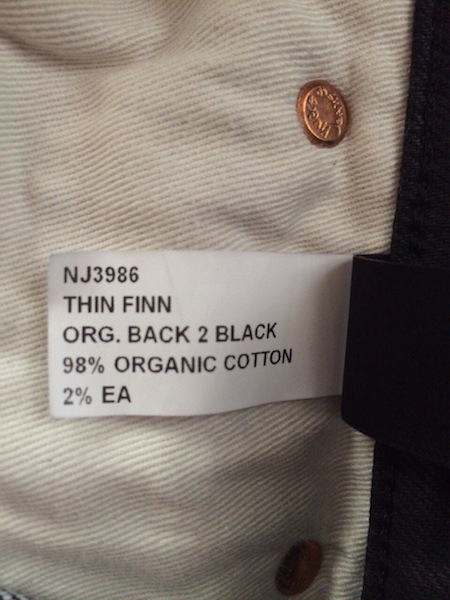 NJ3986
THIN FINN
ORG. BACK 2 BLACK
98% ORGANIC COTTON
2% EA